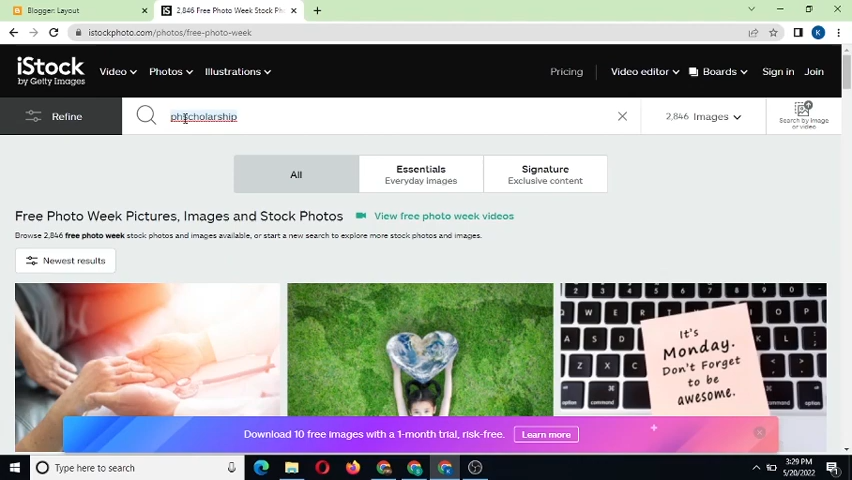 Blogger: Layout
2,846 Free Photo Week Stock Ph
istockphoto.com/photos/free-photo-week
K
iStock
by Getty Images
Video
Photos
Illustrations
Pricing
Video editor
Boards
Sign in
Join
Refine
phscholarship
2,846 Images
Search by image
or video
All
Essentials
Everyday images
Signature
Exclusive content
Free Photo Week Pictures, Images and Stock Photos
View free photo week videos
Browse 2,846 free photo week stock photos and images available, or start a new search to explore more stock photos and images.
Newest results
It's
Monday.
Don't Forget
to be
awesome.
command
option
Download 10 free images with a 1-month trial, risk-free.
Learn more
Type here to search
3:29 PM
5/20/2022